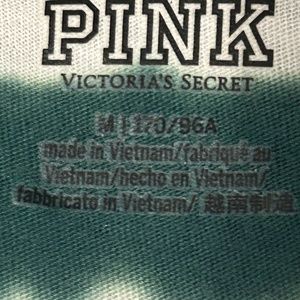 PINK
VICTORIA'S SECRET
M | 170/96A
made in Vietnam/fabriqué au
Vietnam/hecho en Vietnam/
fabbricato in Vietnam/ 越南制造